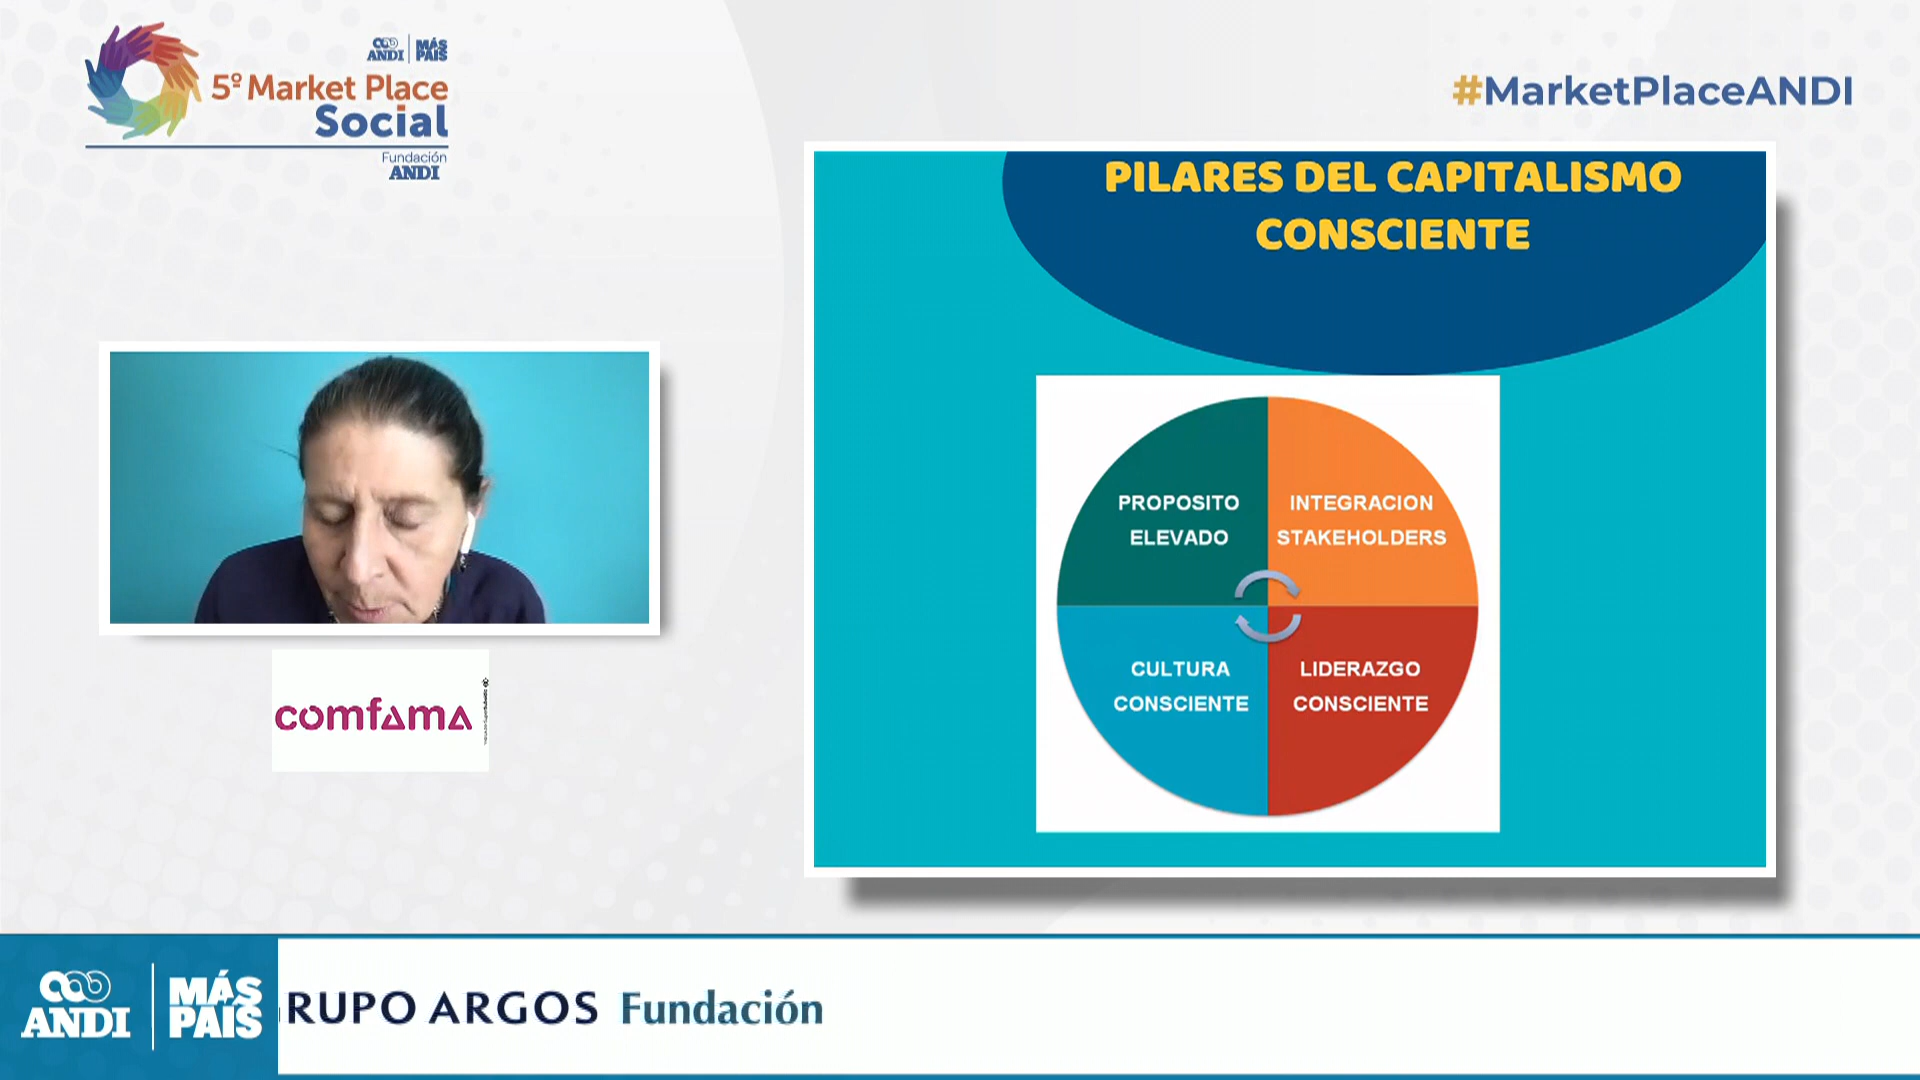 ANDI MÁS PAÍS
5º Market Place
Social
Fundación
ANDI
#MarketPlaceANDI
PILARES DEL CAPITALISMO
CONSCIENTE
PROPOSITO
ELEVADO
INTEGRACION
STAKEHOLDERS
CULTURA
CONSCIENTE
LIDERAZGO
CONSCIENTE
comfama
ANDI
MÁS
PAÍS
RUPO ARGOS Fundación